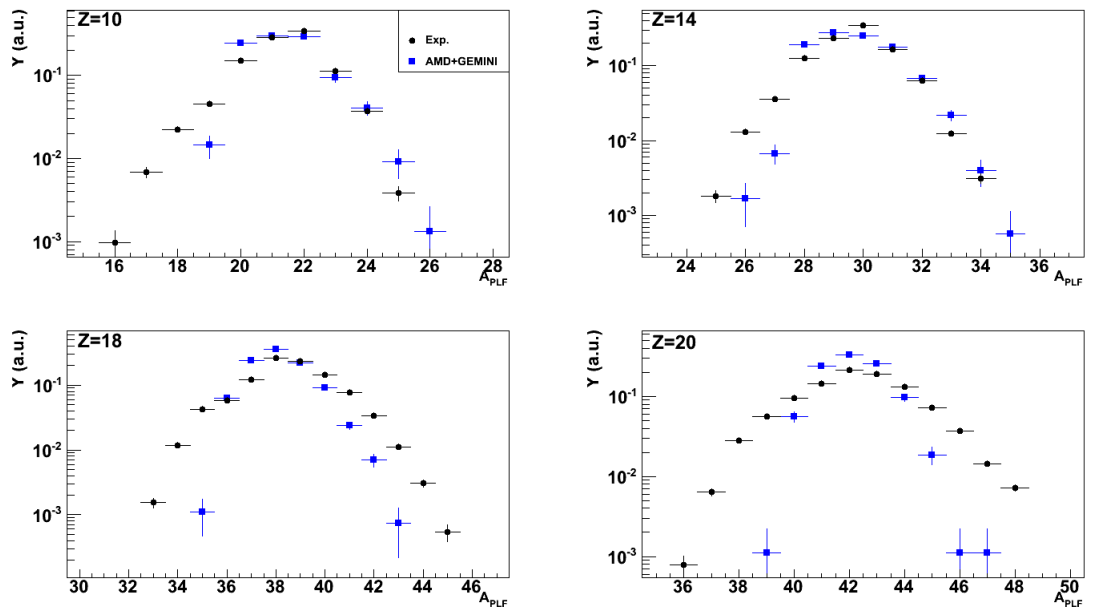 Z=10
Y (a.u.)
Exp.
AMD+GEMINI
10⁻¹
10⁻²
10⁻³
16 18 20 22 24 26 28
A_PLF
Z=14
Y (a.u.)
10⁻¹
10⁻²
10⁻³
24 26 28 30 32 34 36
A_PLF
Z=18
Y (a.u.)
10⁻¹
10⁻²
10⁻³
30 32 34 36 38 40 42 44 46
A_PLF
Z=20
Y (a.u.)
10⁻¹
10⁻²
10⁻³
36 38 40 42 44 46 48 50
A_PLF